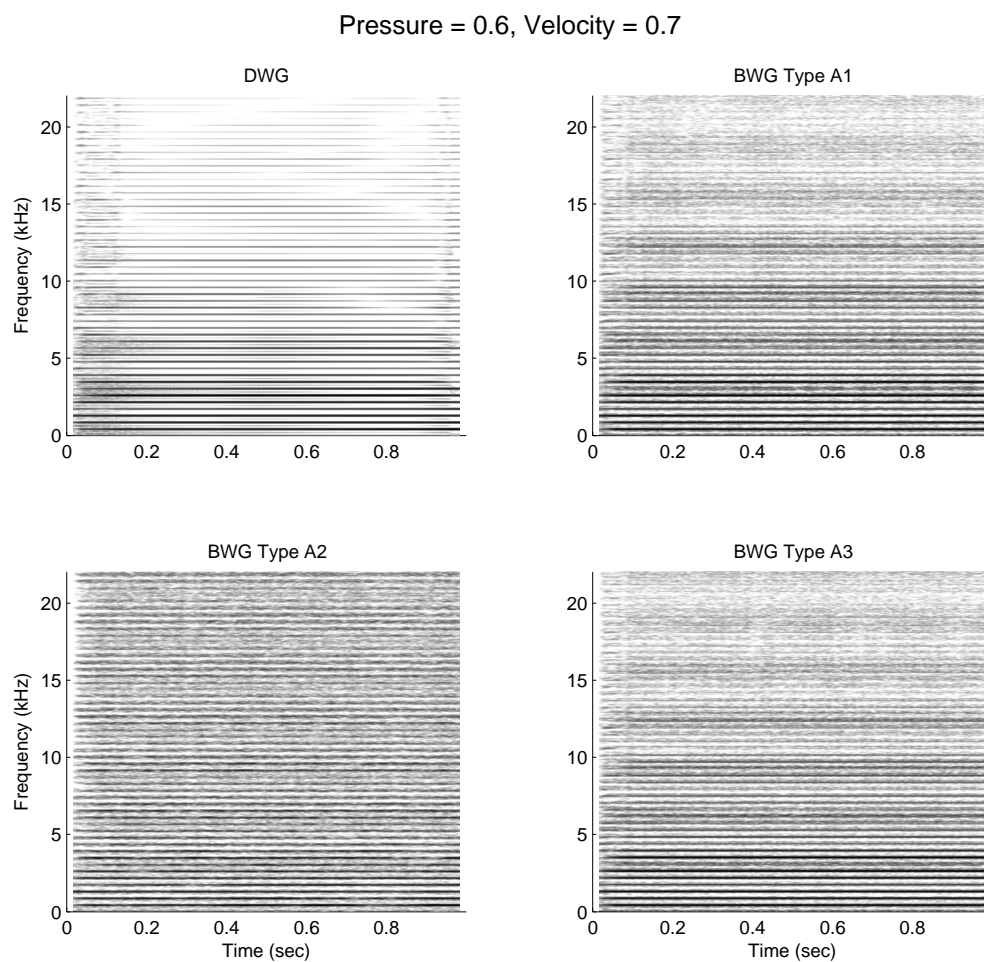 Pressure = 0.6, Velocity = 0.7
DWG
BWG Type A1
20
15
10
5
0
Frequency (kHz)
0 0.2 0.4 0.6 0.8
20
15
10
5
0
0 0.2 0.4 0.6 0.8
BWG Type A2
BWG Type A3
20
15
10
5
0
Frequency (kHz)
0 0.2 0.4 0.6 0.8
Time (sec)
20
15
10
5
0
0 0.2 0.4 0.6 0.8
Time (sec)